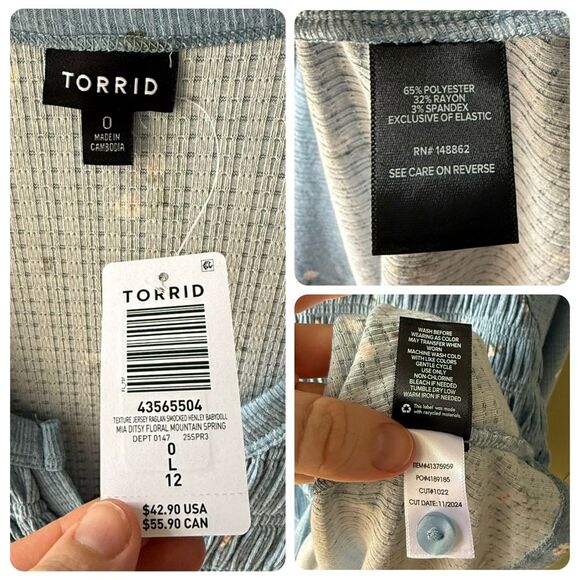 TORRID
0
MADE IN
CAMBODIA
TORRID
43565504
TEXTURE JERSEY RAGLAN SMOCKED HENLEY BABYDOLL
MIA DITSY FLORAL MOUNTAIN SPRING
DEPT 0147 25SPR3
0
L
12
$42.90 USA
$55.90 CAN
65% POLYESTER
32% RAYON
3% SPANDEX
EXCLUSIVE OF ELASTIC
RN# 148862
SEE CARE ON REVERSE
WASH BEFORE
WEARING AS COLOR
MAY TRANSFER WHEN
WORN
MACHINE WASH COLD
WITH LIKE COLORS
GENTLE CYCLE
USE ONLY
NON-CHLORINE
BLEACH IF NEEDED
TUMBLE DRY LOW
WARM IRON IF NEEDED
This label was made
with recycled materials
ITEM#41375959
PO#4189185
CUT#1022
CUT DATE: 11/2024